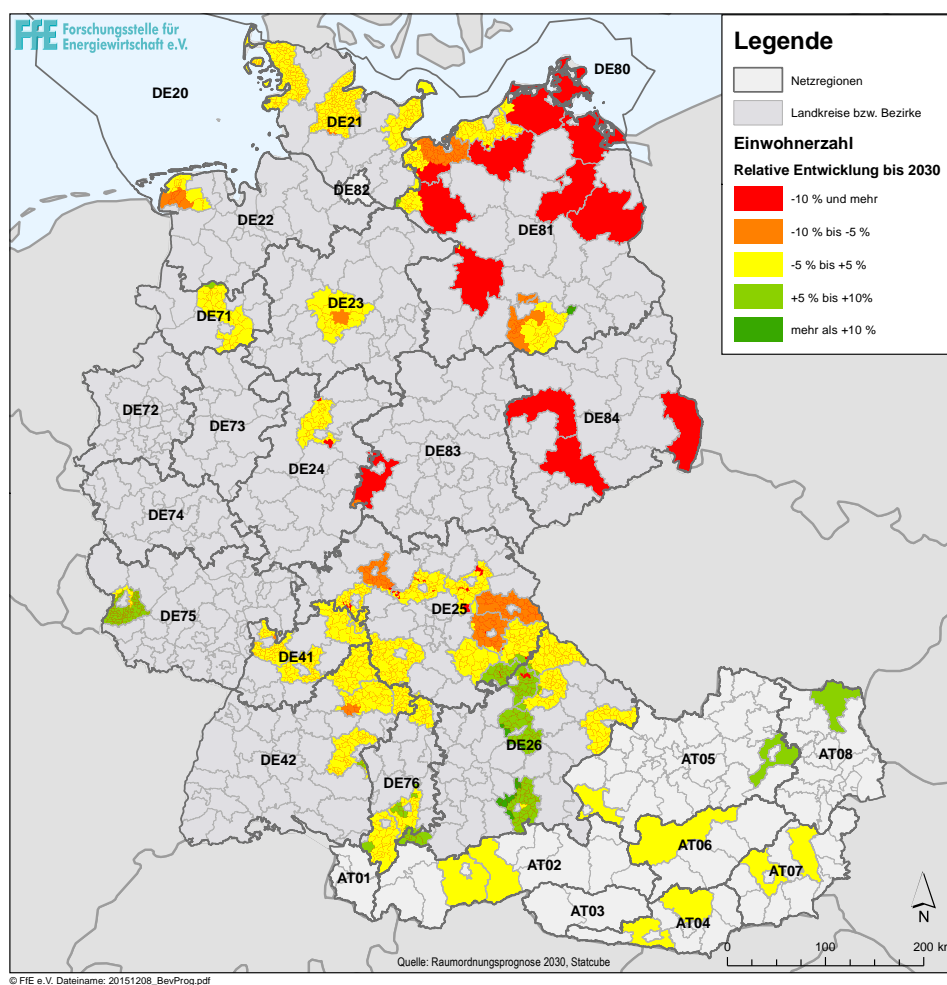 FfE Forschungsstelle für
Energiewirtschaft e.V.
Legende
Netzregionen
Landkreise bzw. Bezirke
Einwohnerzahl
Relative Entwicklung bis 2030
-10 % und mehr
-10 % bis -5 %
-5 % bis +5 %
+5 % bis +10%
mehr als +10 %
DE80
DE20
DE21
DE82
DE22
DE81
DE23
DE71
DE72
DE73
DE84
DE83
DE24
DE74
DE75
DE25
DE41
DE26
DE42
DE76
AT05
AT08
AT06
AT02
AT01
AT07
AT03
AT04
N
0 100 200 km
Quelle: Raumordnungsprognose 2030, Statcube
© FfE e.V. Dateiname: 20151208_BevProg.pdf